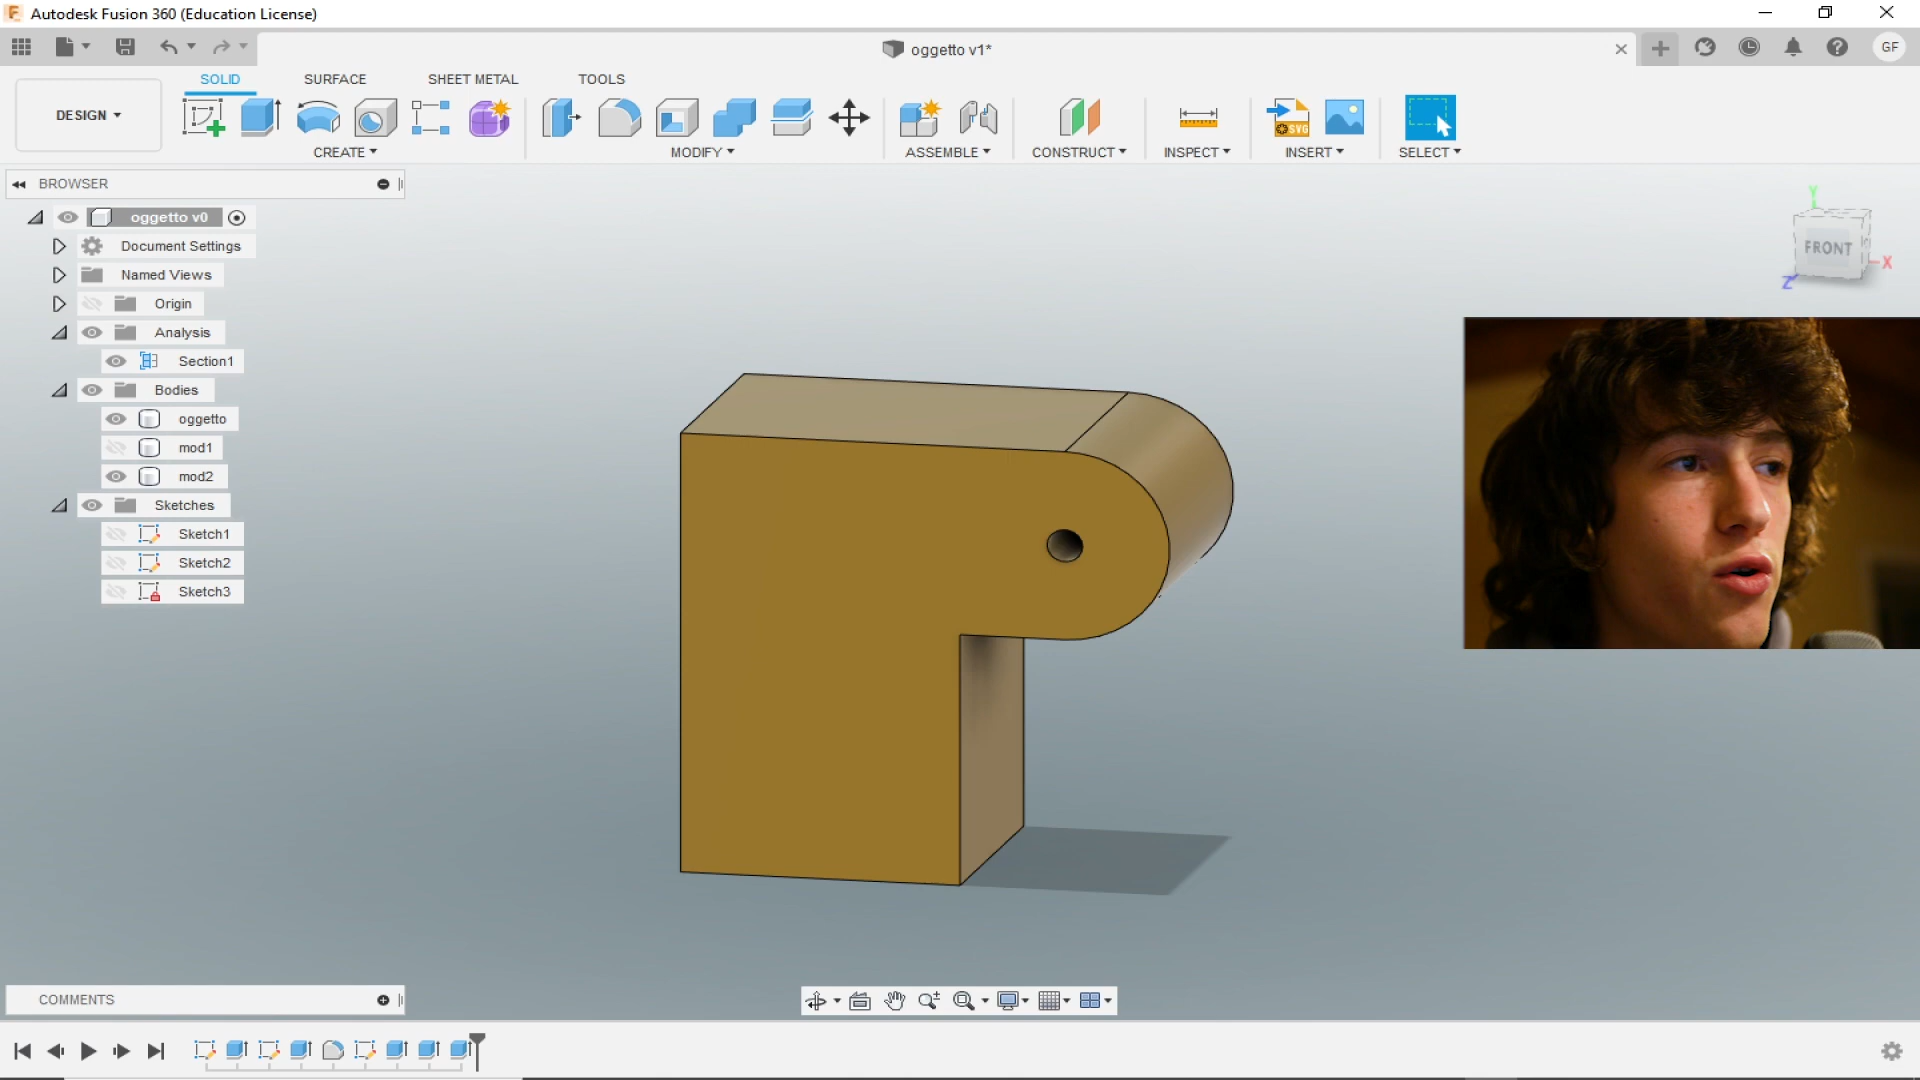 Autodesk Fusion 360 (Education License)
oggetto v1*
GF
DESIGN
SOLID
SURFACE
SHEET METAL
TOOLS
SVG
CREATE
MODIFY
ASSEMBLE
CONSTRUCT
INSPECT
INSERT
SELECT
BROWSER
oggetto v0
Document Settings
Named Views
Origin
Analysis
Section1
Bodies
oggetto
mod1
mod2
Sketches
Sketch1
Sketch2
Sketch3
Y
FRONT
X
Z
COMMENTS